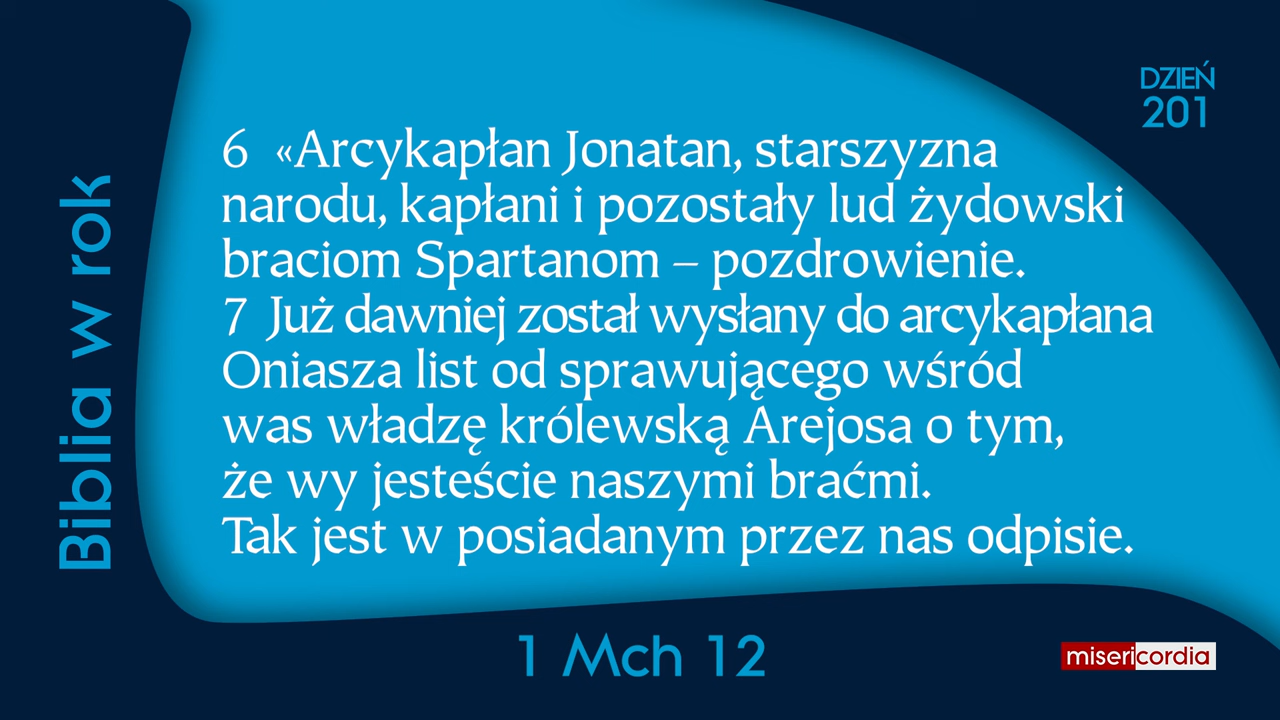 DZIEŃ
201
Biblia w rok
6 «Arcykapłan Jonatan, starszyzna
narodu, kapłani i pozostały lud żydowski
braciom Spartanom – pozdrowienie.
7 Już dawniej został wysłany do arcykapłana
Oniasza list od sprawującego wśród
was władzę królewską Arejosa o tym,
że wy jesteście naszymi braćmi.
Tak jest w posiadanym przez nas odpisie.
1 Mch 12
misericordia